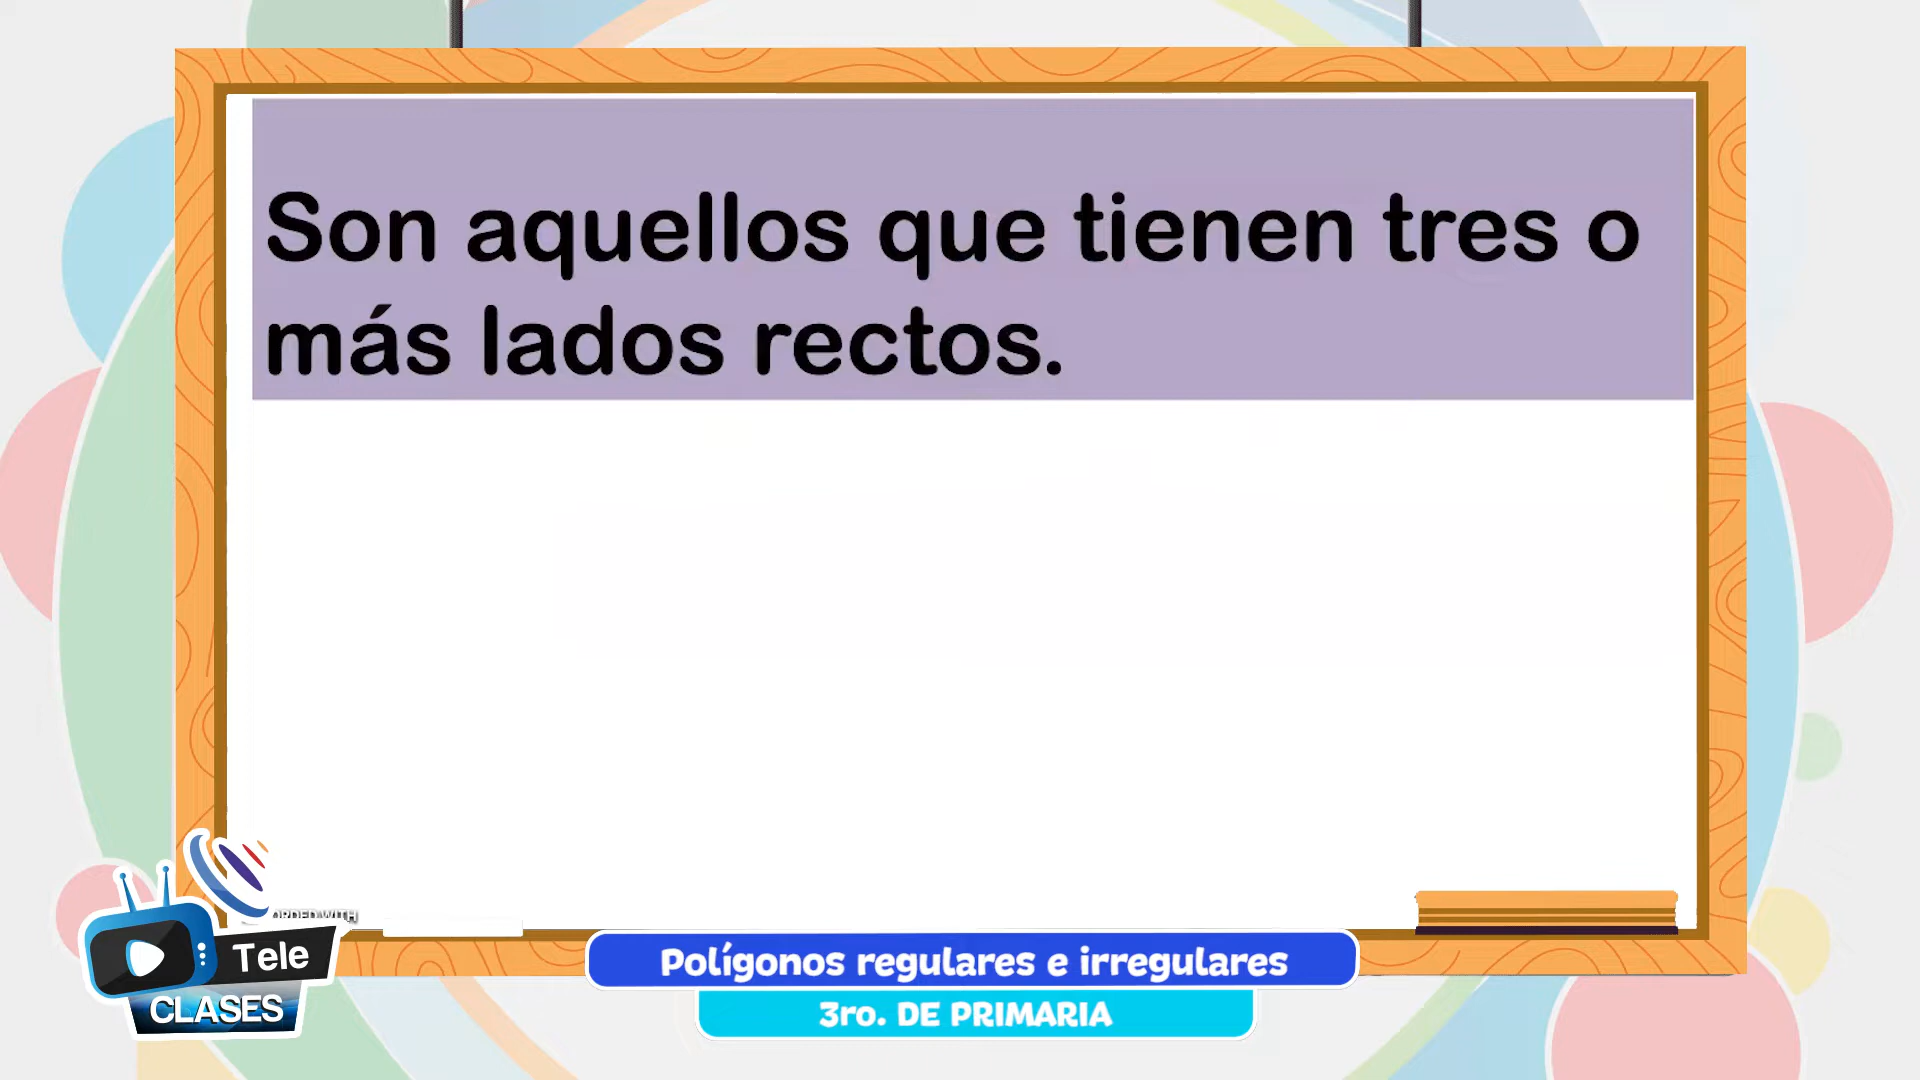 Son aquellos que tienen tres o
más lados rectos.
Tele
CLASES
Polígonos regulares e irregulares
3ro. DE PRIMARIA